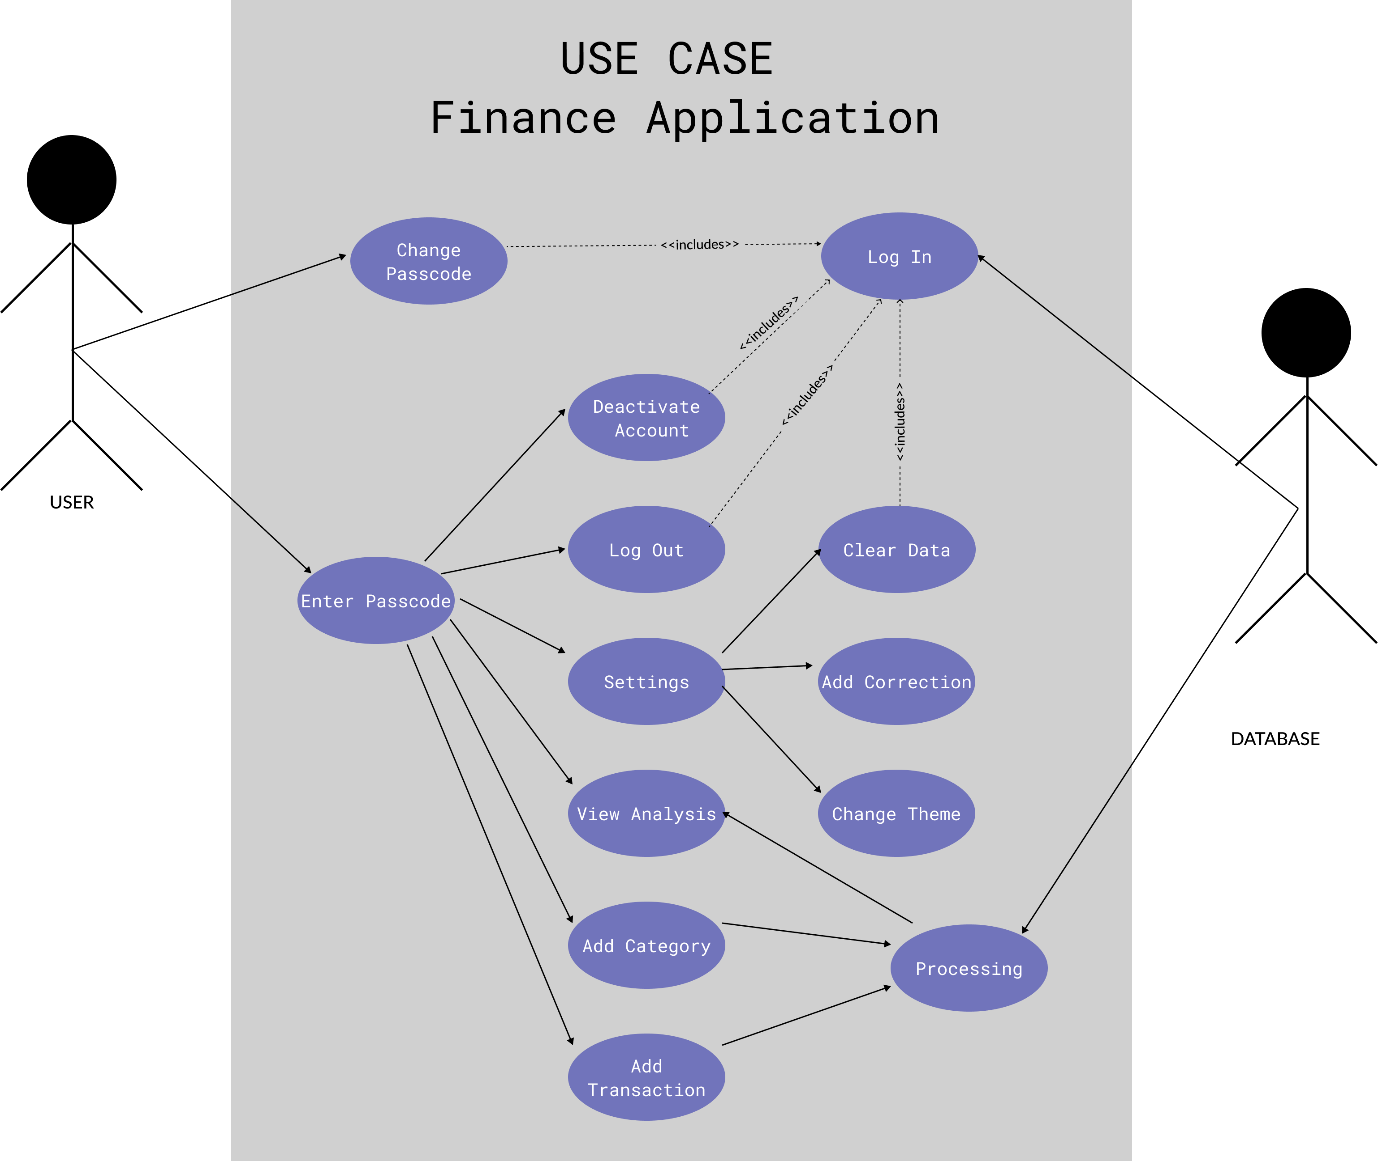 USE CASE
Finance Application
Change
Passcode
<<includes>>
Log In
<<includes>>
Deactivate
Account
<<includes>>
<<includes>>
USER
Log Out
Clear Data
Enter Passcode
Settings
Add Correction
DATABASE
View Analysis
Change Theme
Add Category
Processing
Add
Transaction